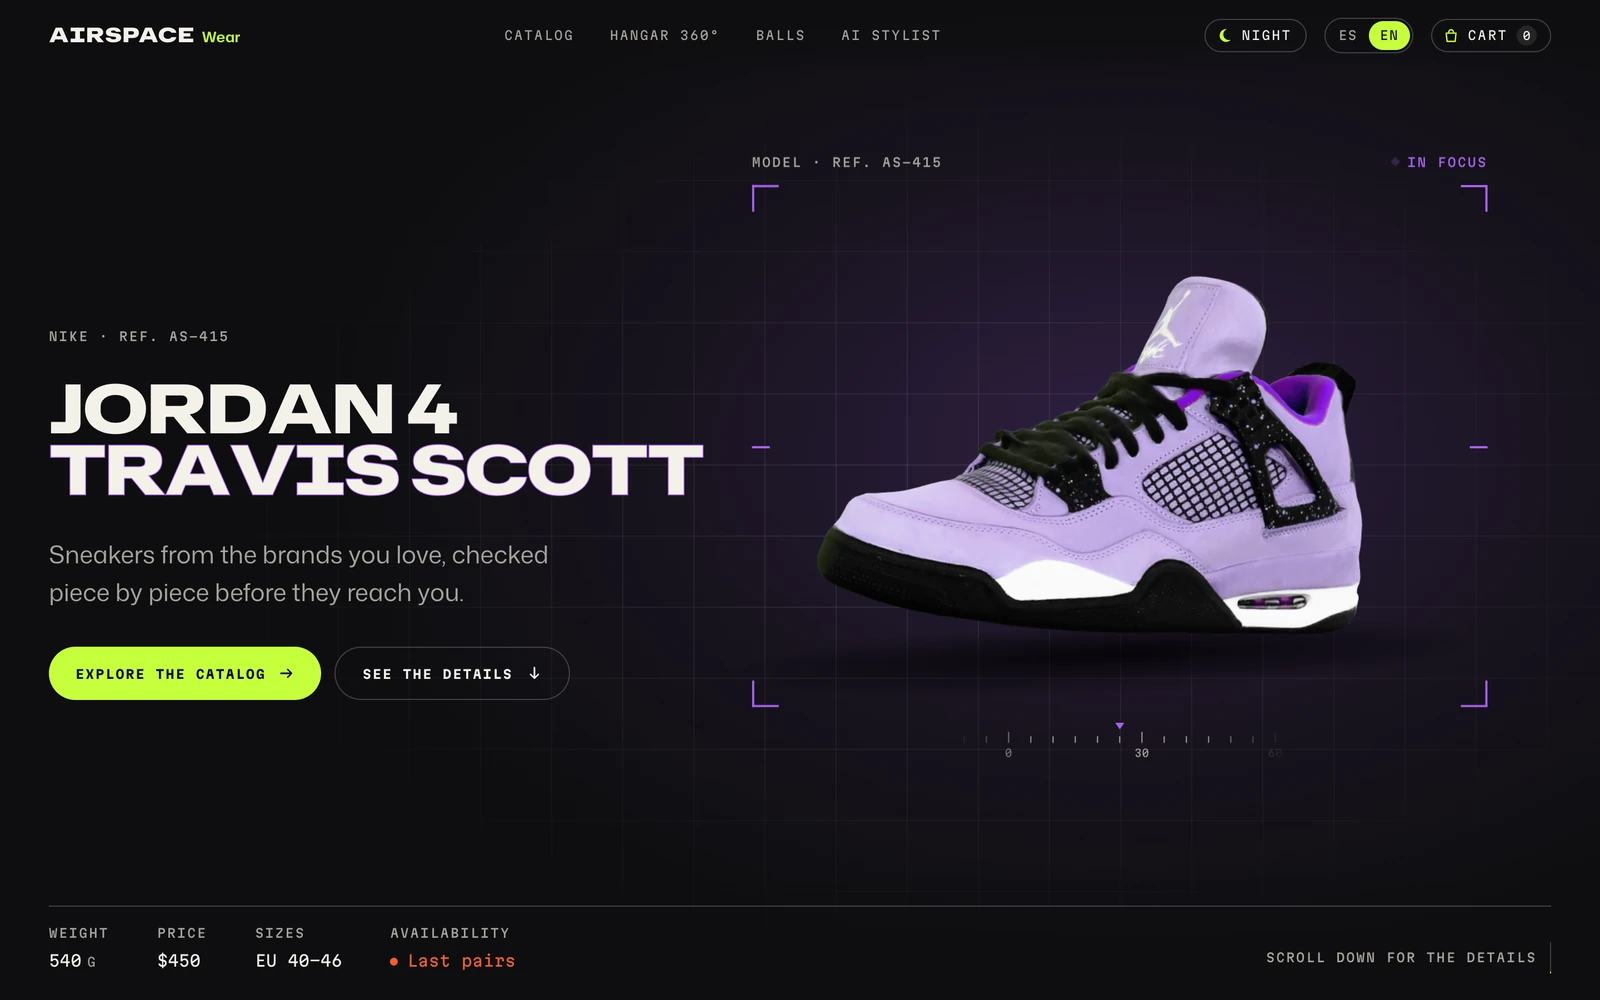 AIRSPACE Wear
CATALOG
HANGAR 360°
BALLS
AI STYLIST
NIGHT
ES
EN
CART 0
MODEL · REF. AS-415
IN FOCUS
NIKE · REF. AS-415
JORDAN 4
TRAVIS SCOTT
Sneakers from the brands you love, checked
piece by piece before they reach you.
EXPLORE THE CATALOG →
SEE THE DETAILS ↓
0
30
60
WEIGHT
540 G
PRICE
$450
SIZES
EU 40–46
AVAILABILITY
Last pairs
SCROLL DOWN FOR THE DETAILS